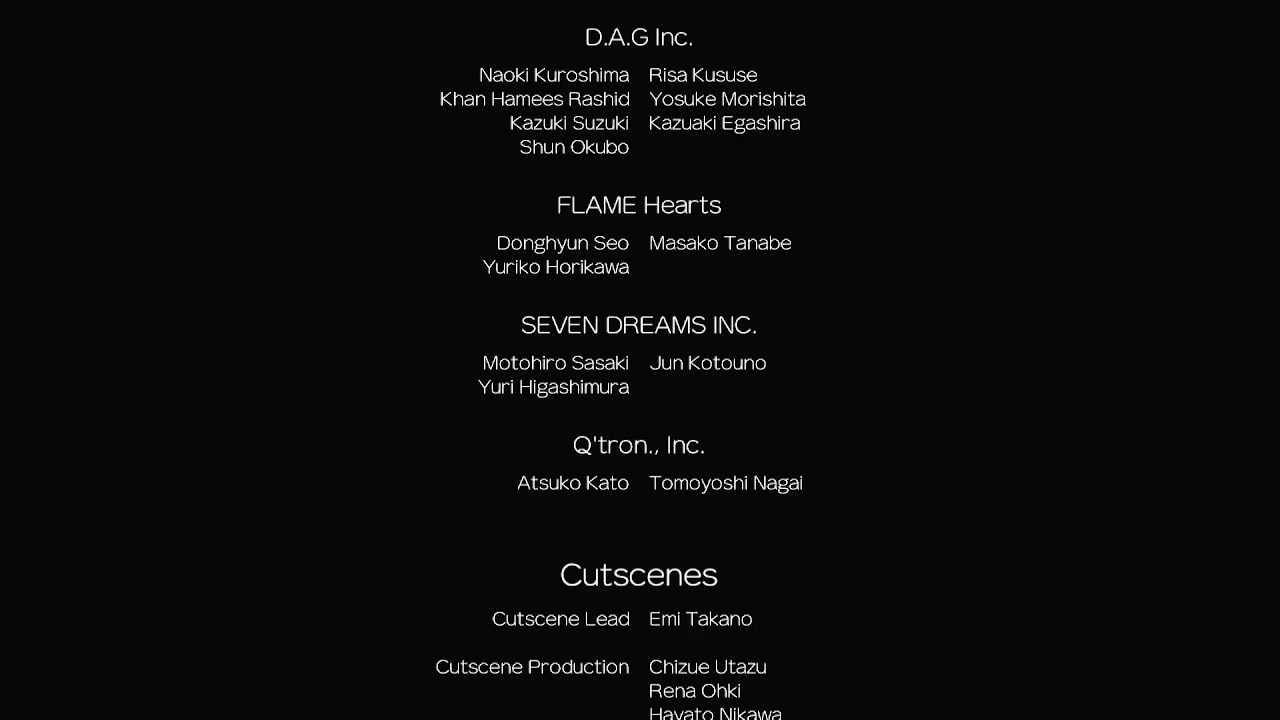 D.A.G Inc.
Naoki Kuroshima Risa Kususe
Khan Hamees Rashid Yosuke Morishita
Kazuki Suzuki Kazuaki Egashira
Shun Okubo
FLAME Hearts
Donghyun Seo Masako Tanabe
Yuriko Horikawa
SEVEN DREAMS INC.
Motohiro Sasaki Jun Kotouno
Yuri Higashimura
Q'tron., Inc.
Atsuko Kato Tomoyoshi Nagai
Cutscenes
Cutscene Lead Emi Takano
Cutscene Production Chizue Utazu
Rena Ohki
Hayato Nikawa